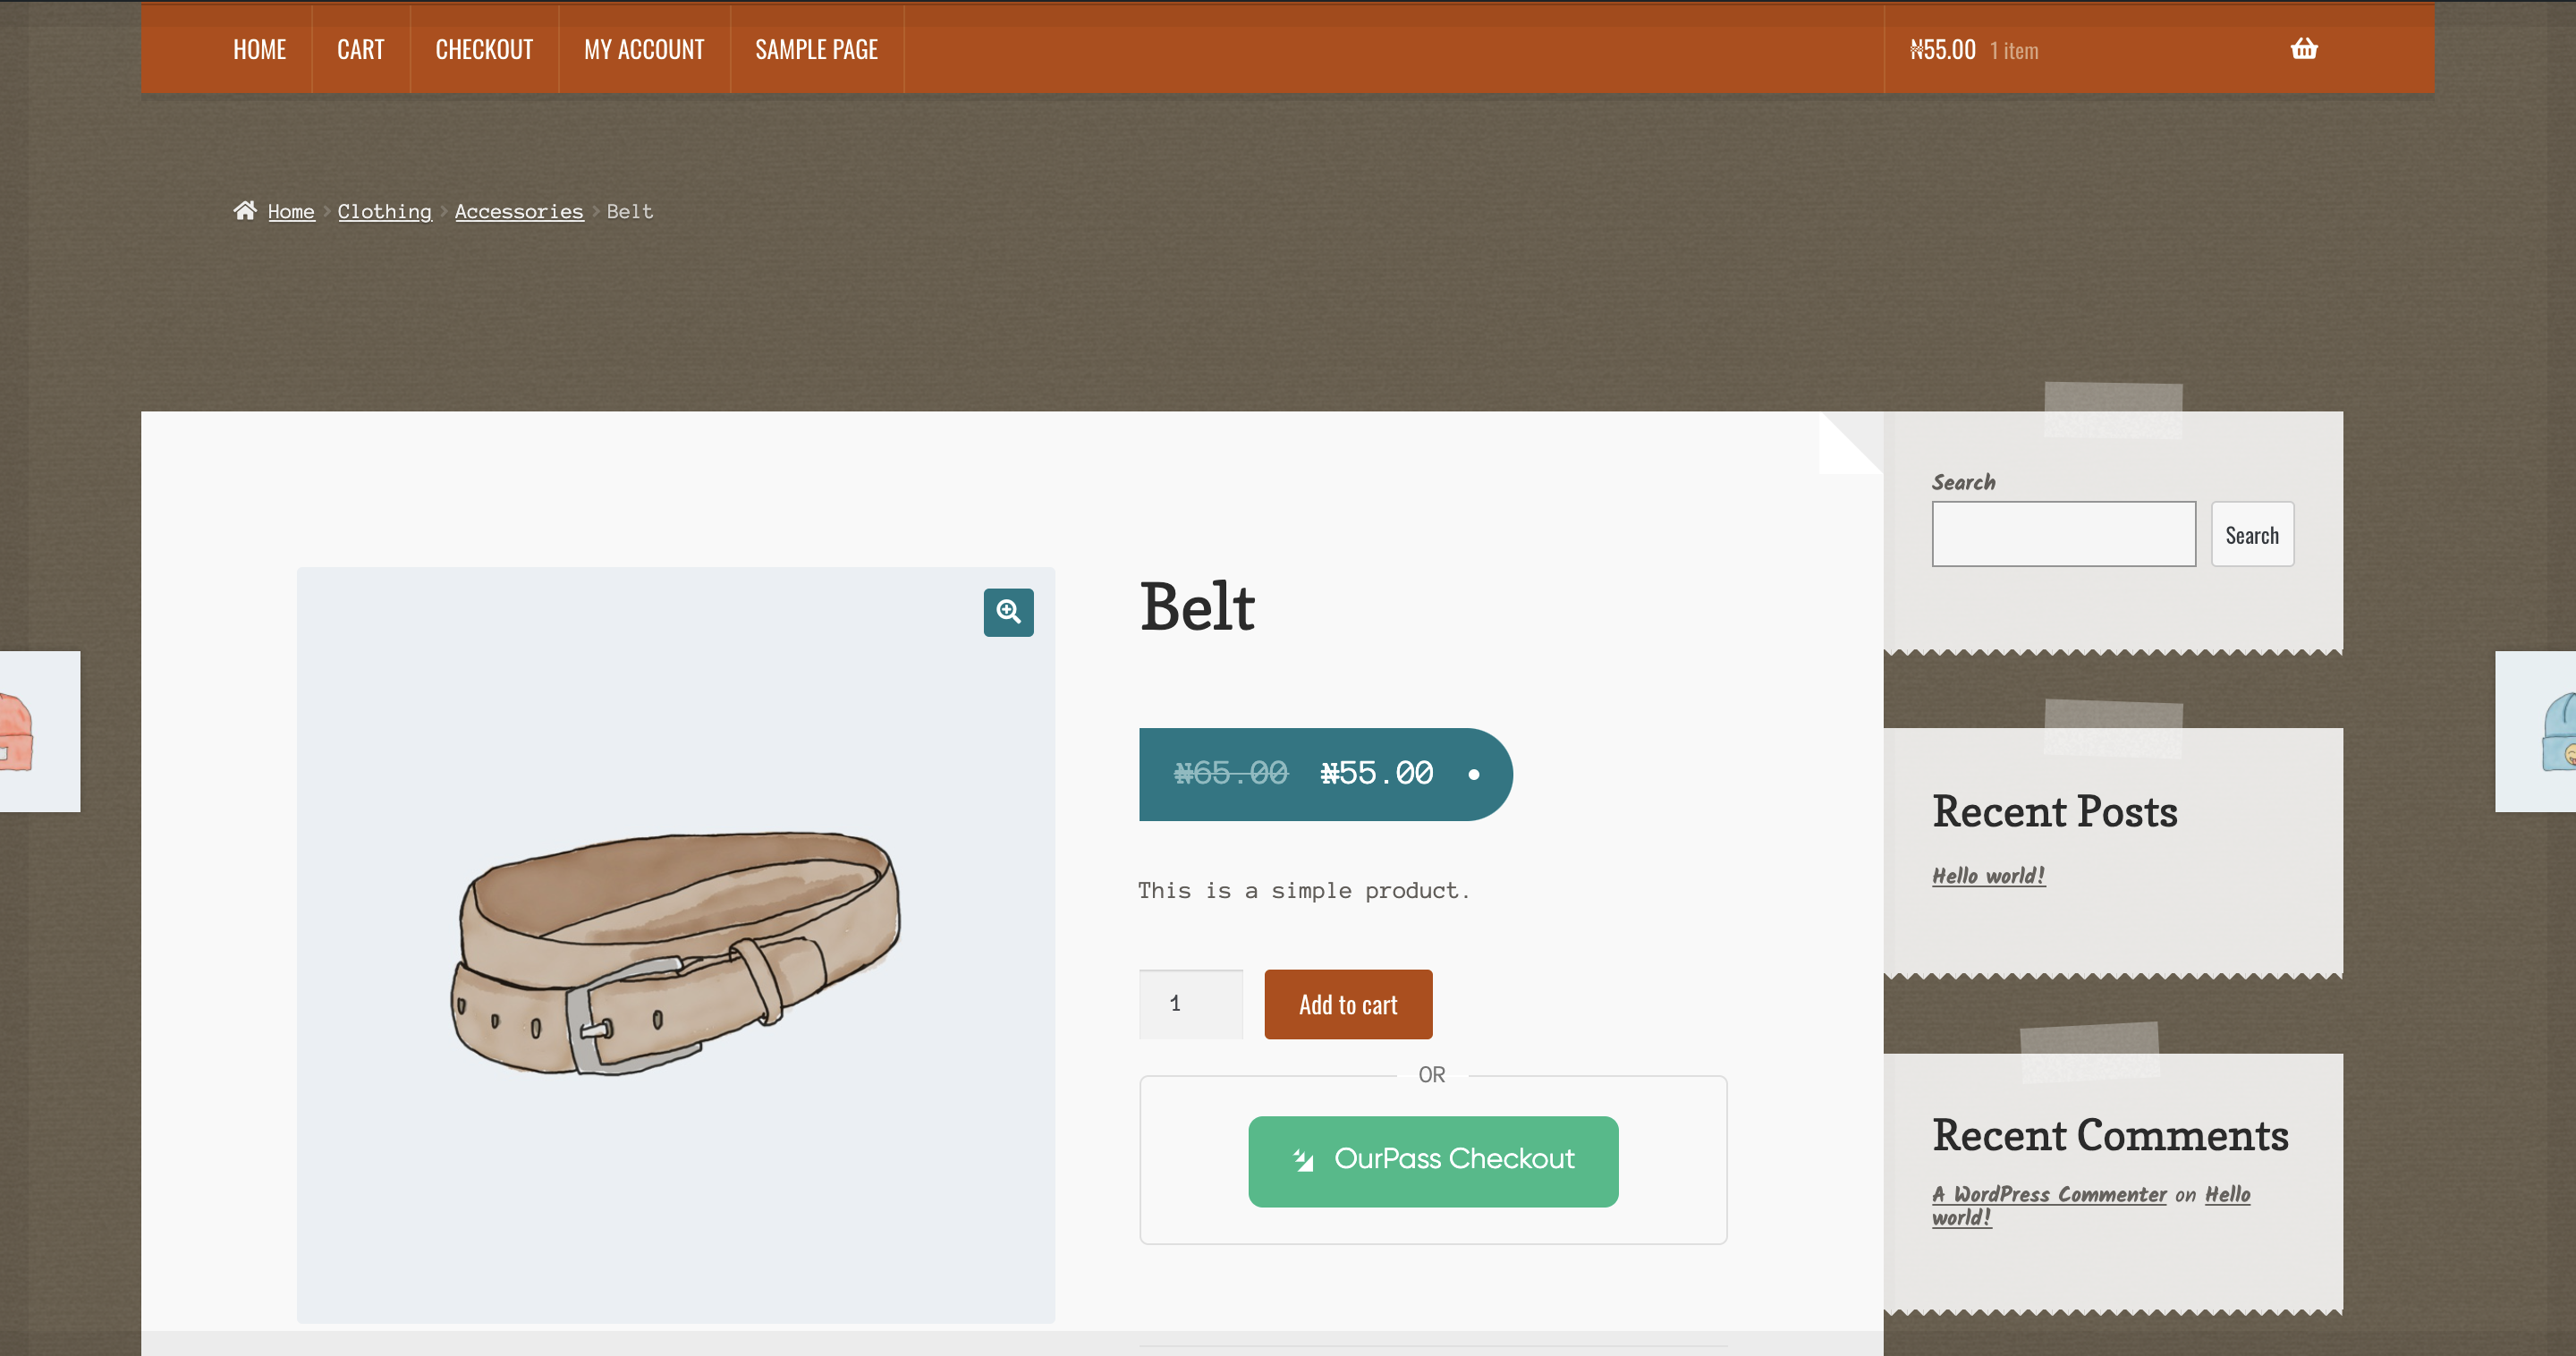 HOME CART CHECKOUT MY ACCOUNT SAMPLE PAGE ₦55.00 1 item
Home Clothing Accessories Belt
Search
Search
Belt
₦65.00 ₦55.00
This is a simple product.
1 Add to cart
OR
OurPass Checkout
Recent Posts
Hello world!
Recent Comments
A WordPress Commenter on Hello
world!